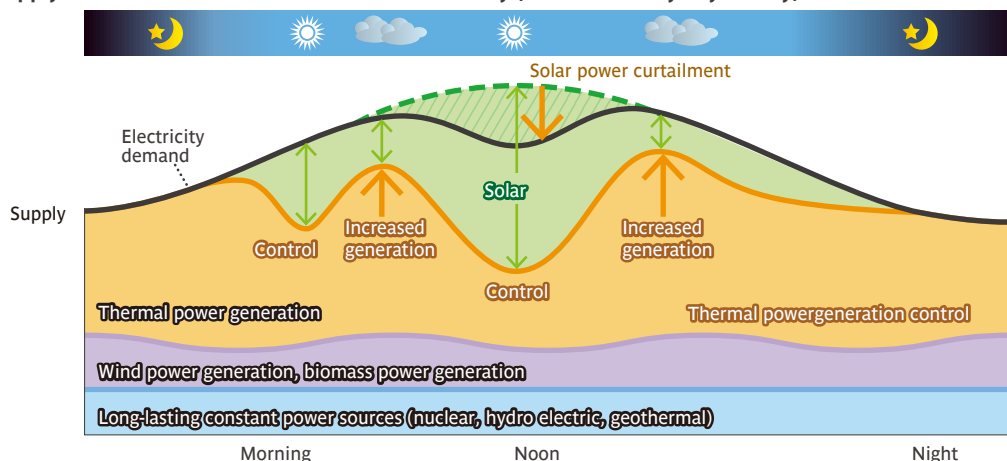 Solar power curtailment
Electricity
demand
Supply
Solar
Increased
generation
Increased
generation
Control
Control
Thermal power generation
Thermal powergeneration control
Wind power generation, biomass power generation
Long-lasting constant power sources (nuclear, hydro electric, geothermal)
Morning
Noon
Night